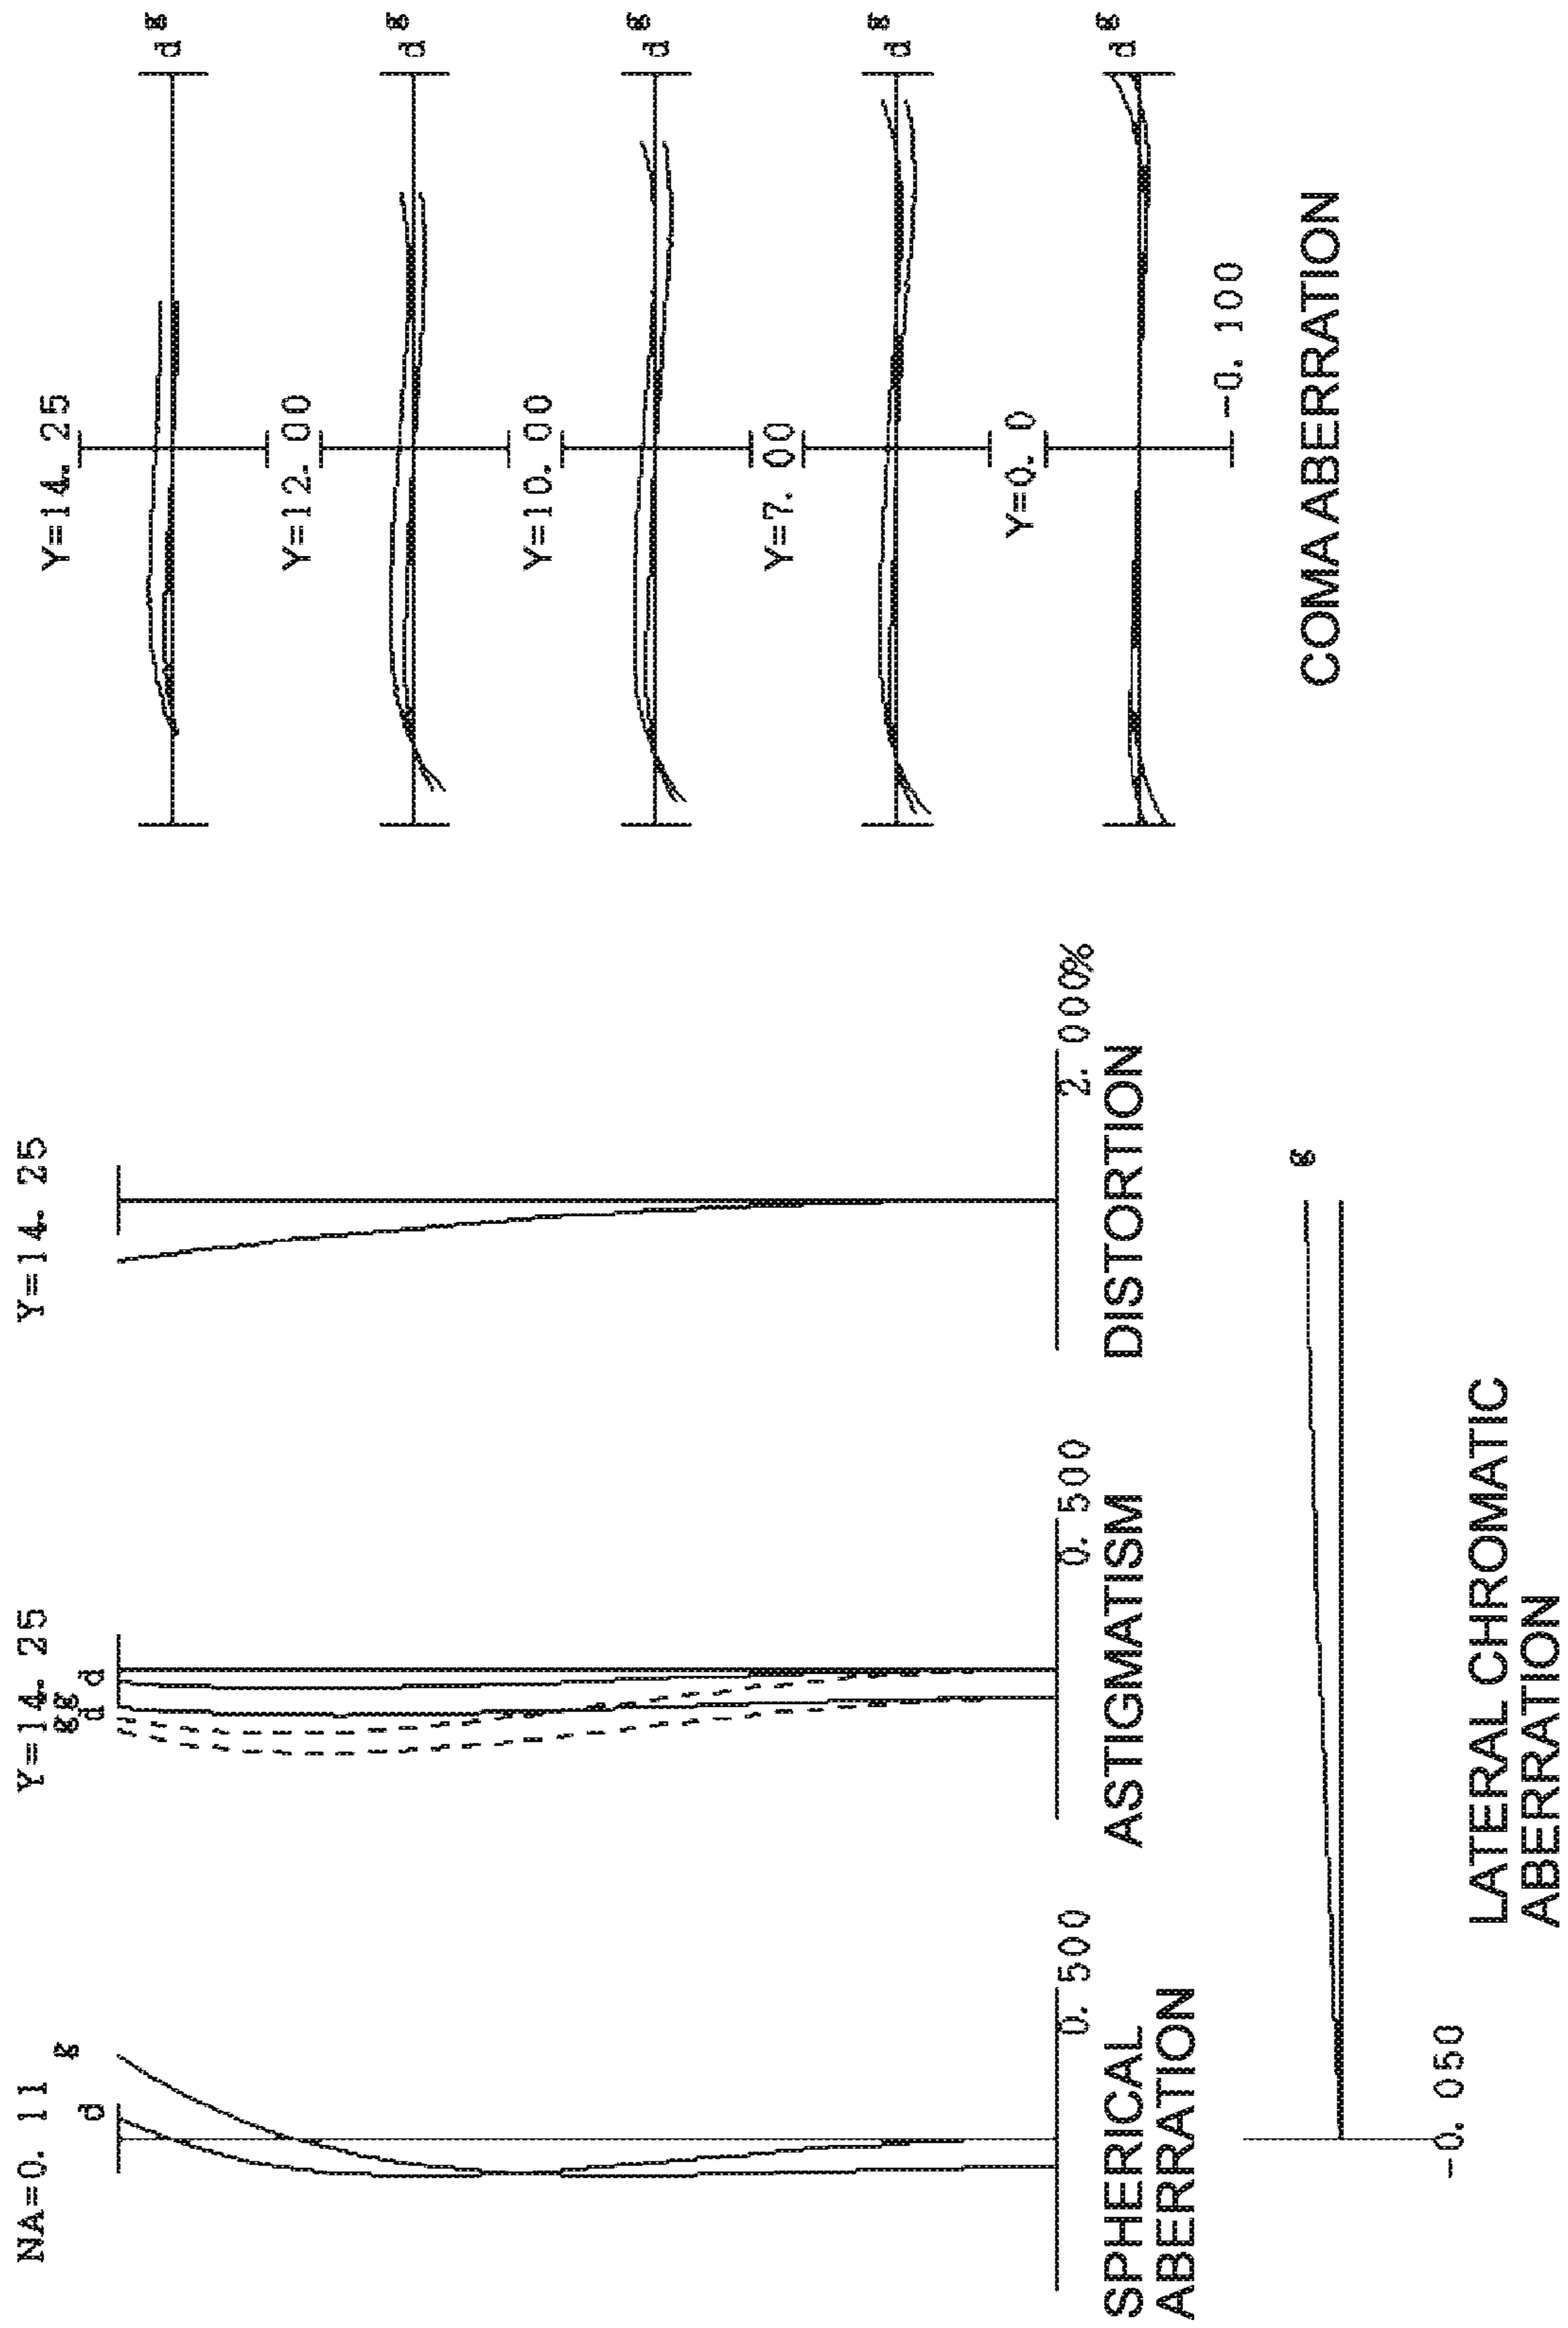 NA=0. 11
d
g
0. 500
SPHERICAL
ABERRATION
Y=14. 25
g g
d
d
0. 500
ASTIGMATISM
Y=14. 25
2. 000%
DISTORTION
g
-0. 050
LATERAL CHROMATIC
ABERRATION
Y=14. 25
d g
Y=12. 00
d g
Y=10. 00
d g
Y=7. 00
d g
Y=0. 0
d g
-0. 100
COMA ABERRATION